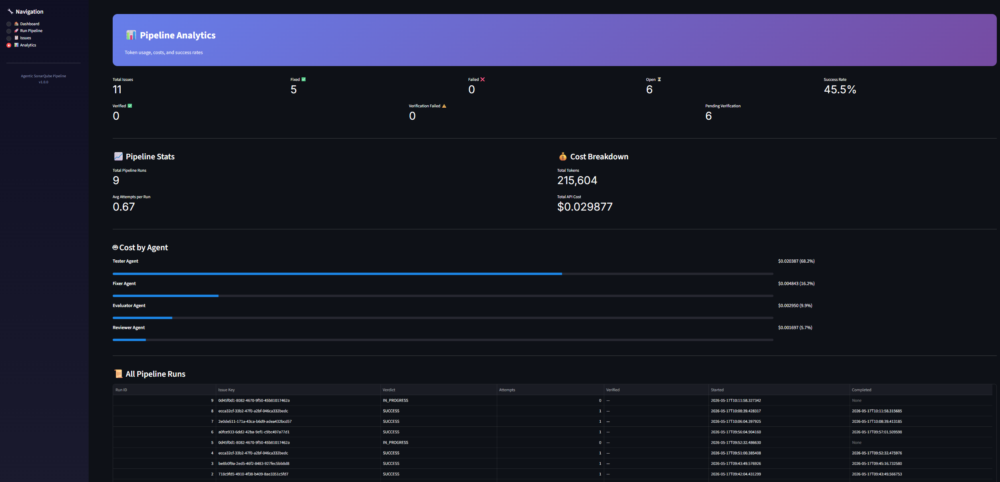 Navigation
Dashboard
Run Pipeline
Issues
Analytics
Agentic SonarQube Pipeline
v1.0.0
Pipeline Analytics
Token usage, costs, and success rates
Total Issues
11
Fixed ✅
5
Failed ❌
0
Open ⏳
6
Success Rate
45.5%
Verified ✅
0
Verification Failed ⚠️
0
Pending Verification
6
Pipeline Stats
Total Pipeline Runs
9
Avg Attempts per Run
0.67
Cost Breakdown
Total Tokens
215,604
Total API Cost
$0.029877
Cost by Agent
Tester Agent
$0.020387 (68.2%)
Fixer Agent
$0.004843 (16.2%)
Evaluator Agent
$0.002950 (9.9%)
Reviewer Agent
$0.001697 (5.7%)
All Pipeline Runs
Run ID Issue Key Verdict Attempts Verified Started Completed
9 0d45f0d1-8082-4670-9f50-45b81017462a IN_PROGRESS 0 — 2026-05-17T10:11:58.327342 None
8 ecca32cf-33b2-47f0-a2bf-046ca332bedc SUCCESS 1 — 2026-05-17T10:08:39.428317 2026-05-17T10:11:58.315685
7 2e0de511-171a-43ca-b6d9-adea432bcd57 SUCCESS 1 — 2026-05-17T10:06:04.397925 2026-05-17T10:08:39.413185
6 a0fce933-6dd2-42ba-9ef1-c9bc497a77d1 SUCCESS 1 — 2026-05-17T09:56:04.904160 2026-05-17T09:57:01.509598
5 0d45f0d1-8082-4670-9f50-45b81017462a IN_PROGRESS 0 — 2026-05-17T09:52:32.486630 None
4 ecca32cf-33b2-47f0-a2bf-046ca332bedc SUCCESS 1 — 2026-05-17T09:51:00.385408 2026-05-17T09:52:32.475976
3 be8b0f9a-2ed5-46f2-8483-927fec5bb8d8 SUCCESS 1 — 2026-05-17T09:43:49.576926 2026-05-17T09:45:16.732580
2 718c9fd5-4910-4f38-b409-8ae3351c5fd7 SUCCESS 1 — 2026-05-17T09:42:04.431299 2026-05-17T09:43:49.566753